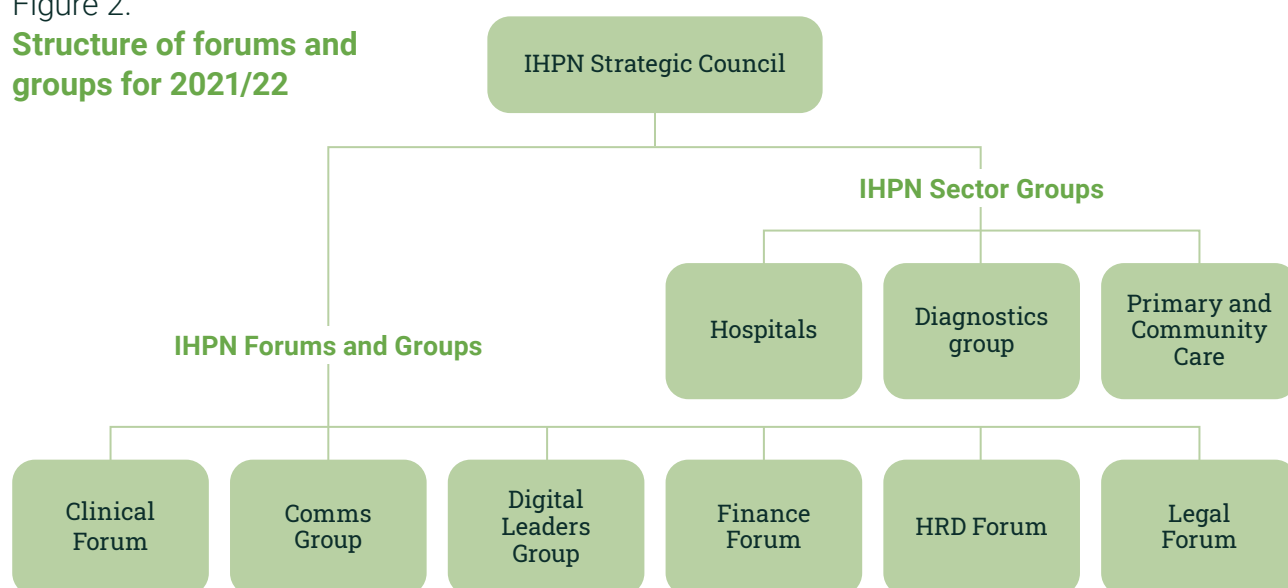 Figure 2.
Structure of forums and
groups for 2021/22
IHPN Strategic Council
IHPN Sector Groups
Hospitals
Diagnostics
group
Primary and
Community
Care
IHPN Forums and Groups
Clinical
Forum
Comms
Group
Digital
Leaders
Group
Finance
Forum
HRD Forum
Legal
Forum